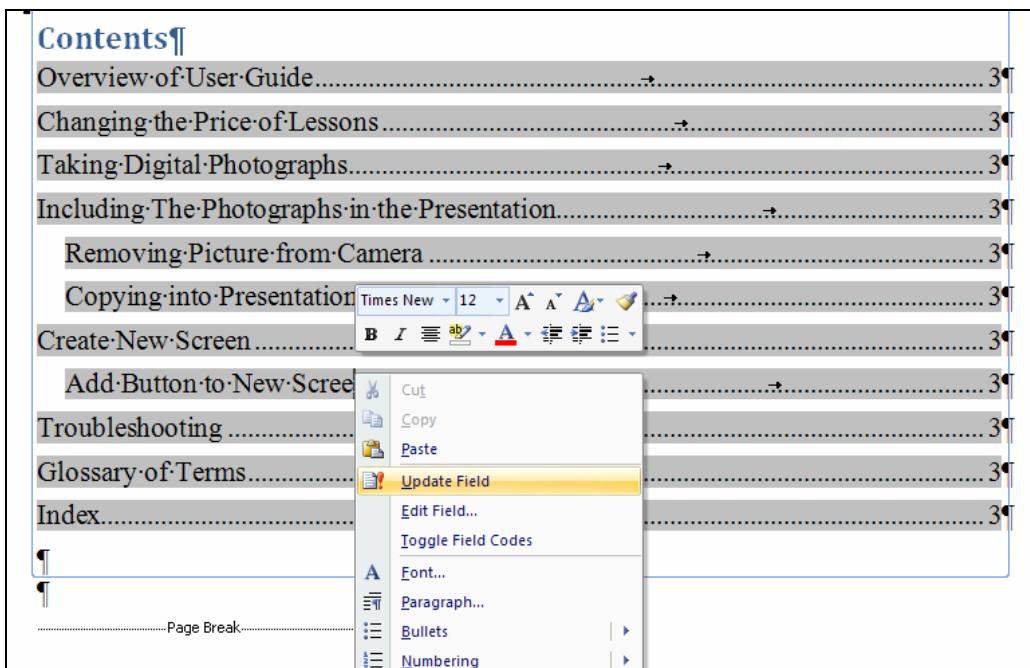 Contents¶
Overview·of·User·Guide............→............ 3¶
Changing·the·Price·of·Lessons............→............ 3¶
Taking·Digital·Photographs............→............ 3¶
Including·The·Photographs·in·the·Presentation............→............ 3¶
Removing·Picture·from·Camera............→............ 3¶
Copying·into·Presentation............→............ 3¶
Times New 12 A A A
B I ab A
Create·New·Screen............ 3¶
Add·Button·to·New·Scree............→............ 3¶
Cut
Troubleshooting............ 3¶
Copy
Paste
Glossary·of·Terms............ 3¶
Update Field
Index............ 3¶
Edit Field...
Toggle Field Codes
¶
Font...
¶
Paragraph...
Page Break
Bullets
Numbering